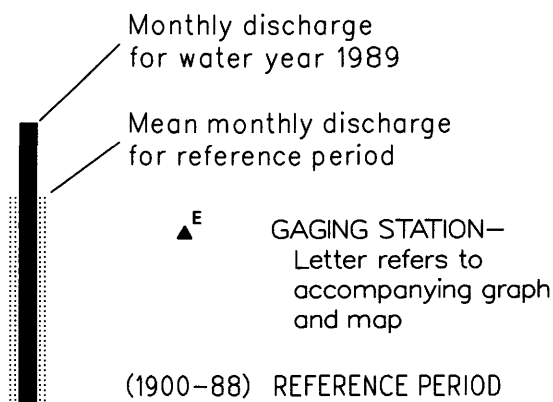 Monthly discharge
for water year 1989
Mean monthly discharge
for reference period
E
GAGING STATION—
Letter refers to
accompanying graph
and map
(1900-88) REFERENCE PERIOD